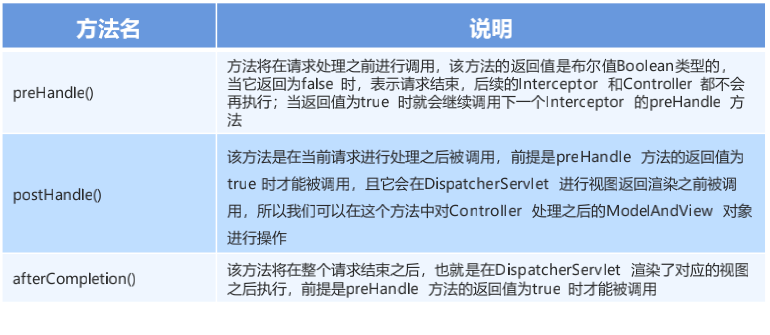 方法名
说明
preHandle()
方法将在请求处理之前进行调用，该方法的返回值是布尔值Boolean类型的，
当它返回为false 时，表示请求结束，后续的Interceptor 和Controller 都不会
再执行；当返回值为true 时就会继续调用下一个Interceptor 的preHandle 方
法
postHandle()
该方法是在当前请求进行处理之后被调用，前提是preHandle 方法的返回值为
true 时才能被调用，且它会在DispatcherServlet 进行视图返回渲染之前被调
用，所以我们可以在这个方法中对Controller 处理之后的ModelAndView 对象
进行操作
afterCompletion()
该方法将在整个请求结束之后，也就是在DispatcherServlet 渲染了对应的视图
之后执行，前提是preHandle 方法的返回值为true 时才能被调用